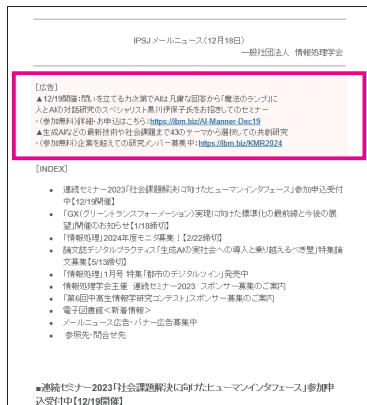 IPSJ メールニュース(12月18日)
一般社団法人 情報処理学会
[広告]
▲12/19開催:問いを立てる力次第でAIは凡庸な回答から「魔法のランプ」に
人とAIの対話研究のスペシャリスト黒川伊保子氏をお招きしてのセミナー
・(参加無料)詳細・お申込はこちら:https://ibm.biz/AI-Manner-Dec19
▲生成AIなどの最新技術や社会課題まで43のテーマから選択しての共創研究
・(参加無料)企業を超えての研究メンバー募集中:https://ibm.biz/KMR2024
[INDEX]
• 連続セミナー2023「社会課題解決に向けたヒューマンインタフェース」参加申込受付
中【12/19開催】
• 「GX(グリーントランスフォーメーション)実現に向けた標準化の最前線と今後の展
望」開催のお知らせ【1/18締切】
• 「情報処理」2024年度モニタ募集!【2/22締切】
• 論文誌デジタルプラクティス「生成AIの実社会への導入と乗り越えるべき壁」特集論
文募集【5/13締切】
• 「情報処理」1月号 特集「都市のデジタルツイン」発売中
• 情報処理学会主催 連続セミナー2023 スポンサー募集のご案内
• 「第6回中高生情報学研究コンテスト」スポンサー募集のご案内
• 電子図書館<新着情報>
• メールニュース広告・バナー広告募集中
• 参照先・問合せ先
■連続セミナー2023「社会課題解決に向けたヒューマンインタフェース」参加申
込受付中【12/19開催】